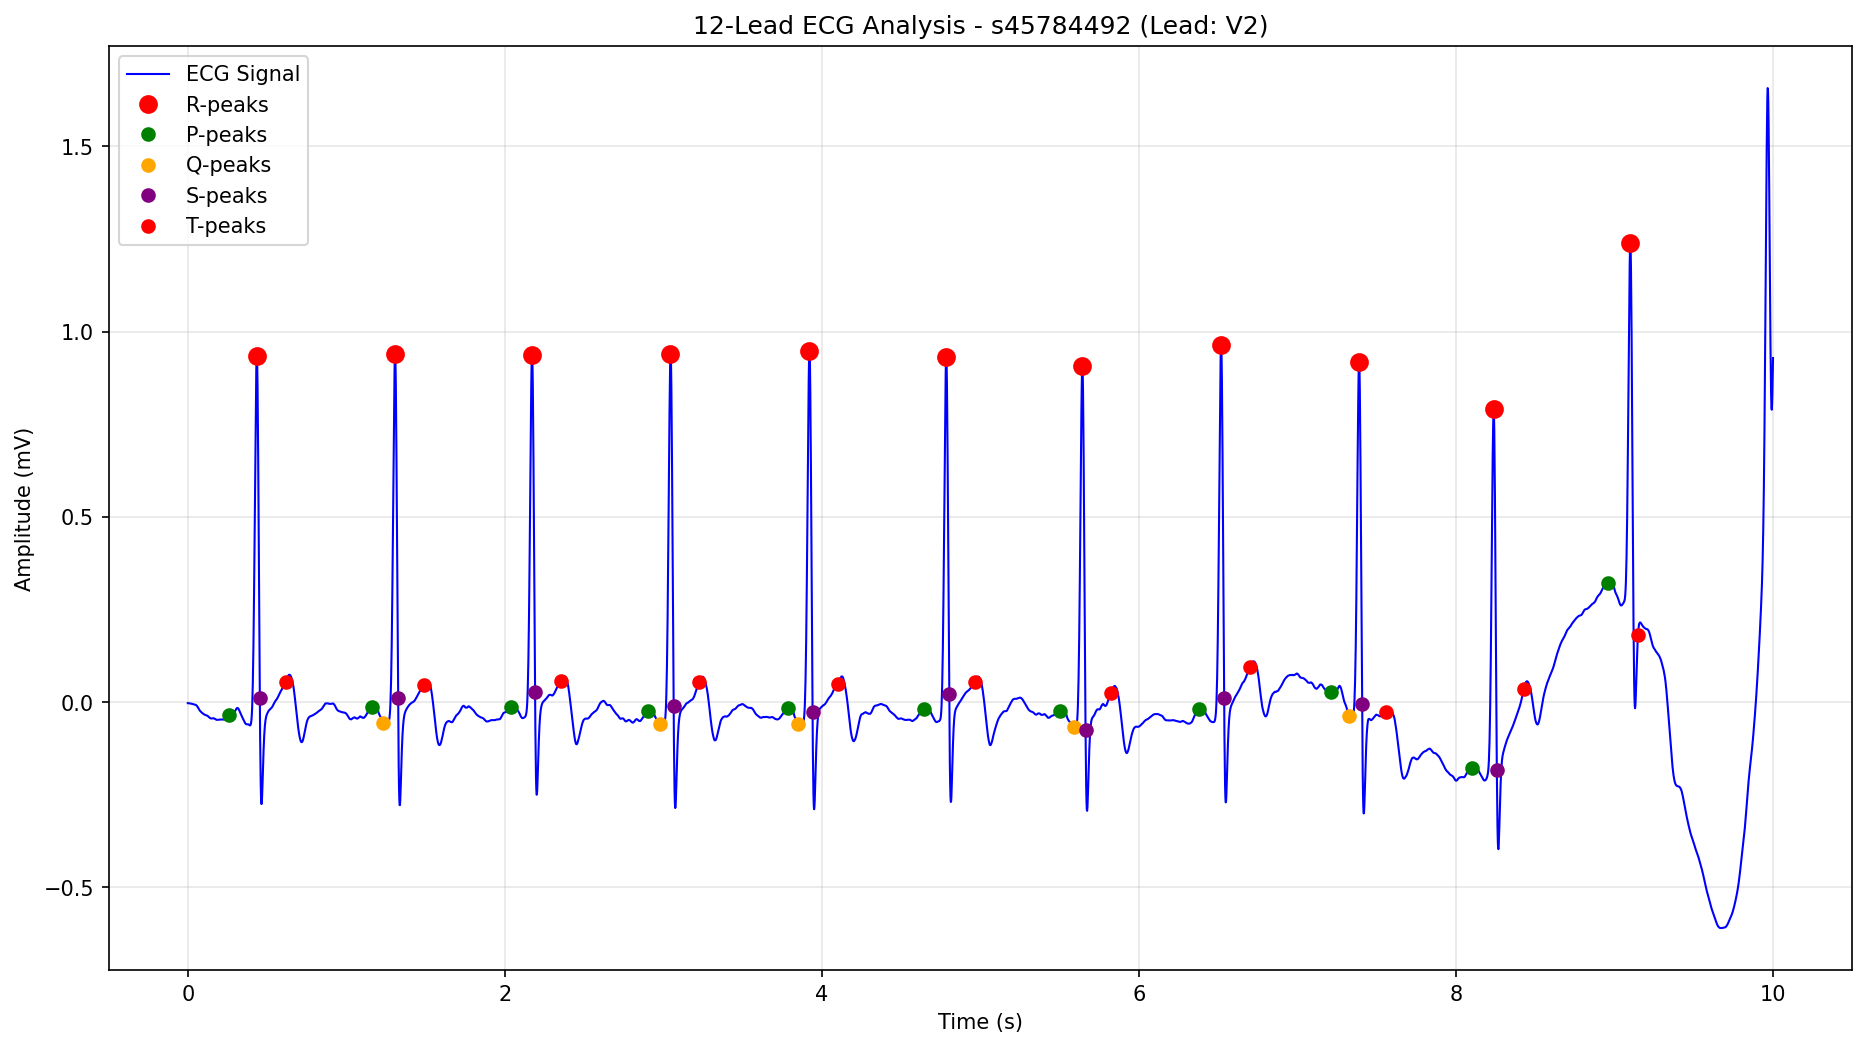 12-Lead ECG Analysis - s45784492 (Lead: V2)
ECG Signal
R-peaks
P-peaks
Q-peaks
S-peaks
T-peaks
Amplitude (mV)
1.5
1.0
0.5
0.0
−0.5
0
2
4
6
8
10
Time (s)